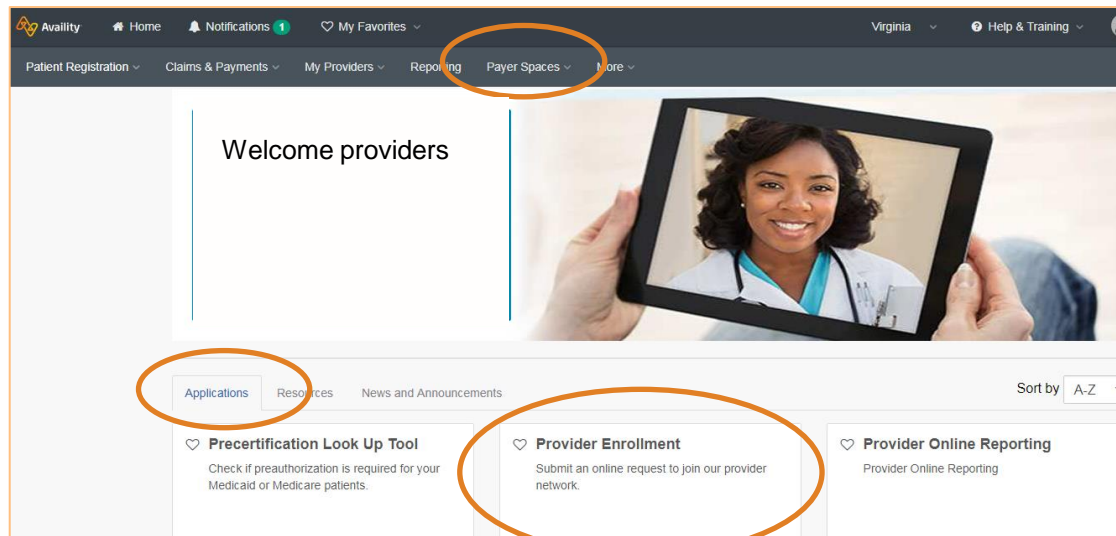 Availity Home Notifications 1 My Favorites Virginia Help & Training
Patient Registration Claims & Payments My Providers Reporting Payer Spaces More
Welcome providers
Applications Resources News and Announcements Sort by A-Z
Precertification Look Up Tool
Check if preauthorization is required for your
Medicaid or Medicare patients.
Provider Enrollment
Submit an online request to join our provider
network.
Provider Online Reporting
Provider Online Reporting